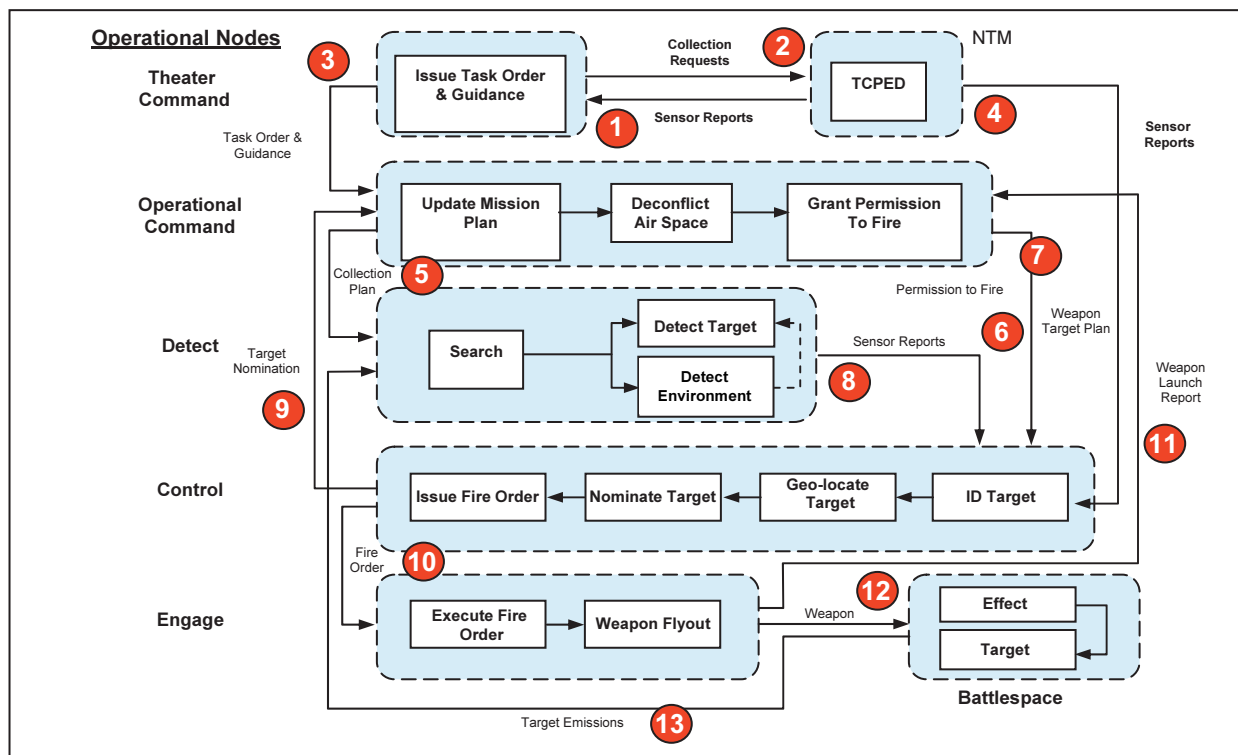 Operational Nodes
3
Collection
Requests
2
NTM
Theater
Command
Issue Task Order
& Guidance
TCPED
1
Sensor Reports
4
Sensor
Reports
Task Order &
Guidance
Operational
Command
Update Mission
Plan
Deconflict
Air Space
Grant Permission
To Fire
5
Collection
Plan
7
Permission to Fire
6
Weapon
Target Plan
Detect
Search
Detect Target
Detect
Environment
Sensor Reports
8
Target
Nomination
9
Weapon
Launch
Report
11
Control
Issue Fire Order
Nominate Target
Geo-locate
Target
ID Target
Fire
Order
10
12
Engage
Execute Fire
Order
Weapon Flyout
Weapon
Effect
Target
Battlespace
Target Emissions
13